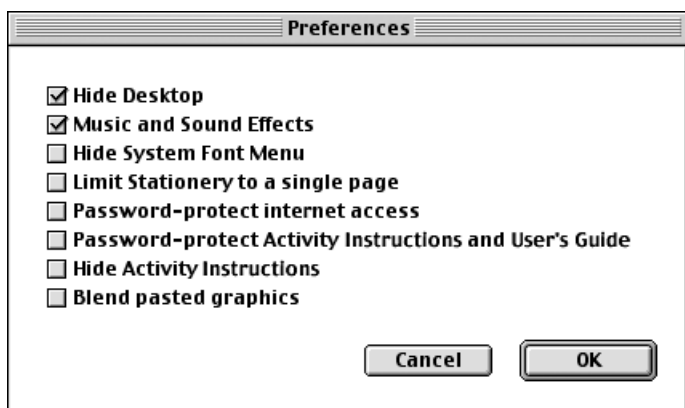 Preferences
Hide Desktop
Music and Sound Effects
Hide System Font Menu
Limit Stationery to a single page
Password-protect internet access
Password-protect Activity Instructions and User's Guide
Hide Activity Instructions
Blend pasted graphics
Cancel OK